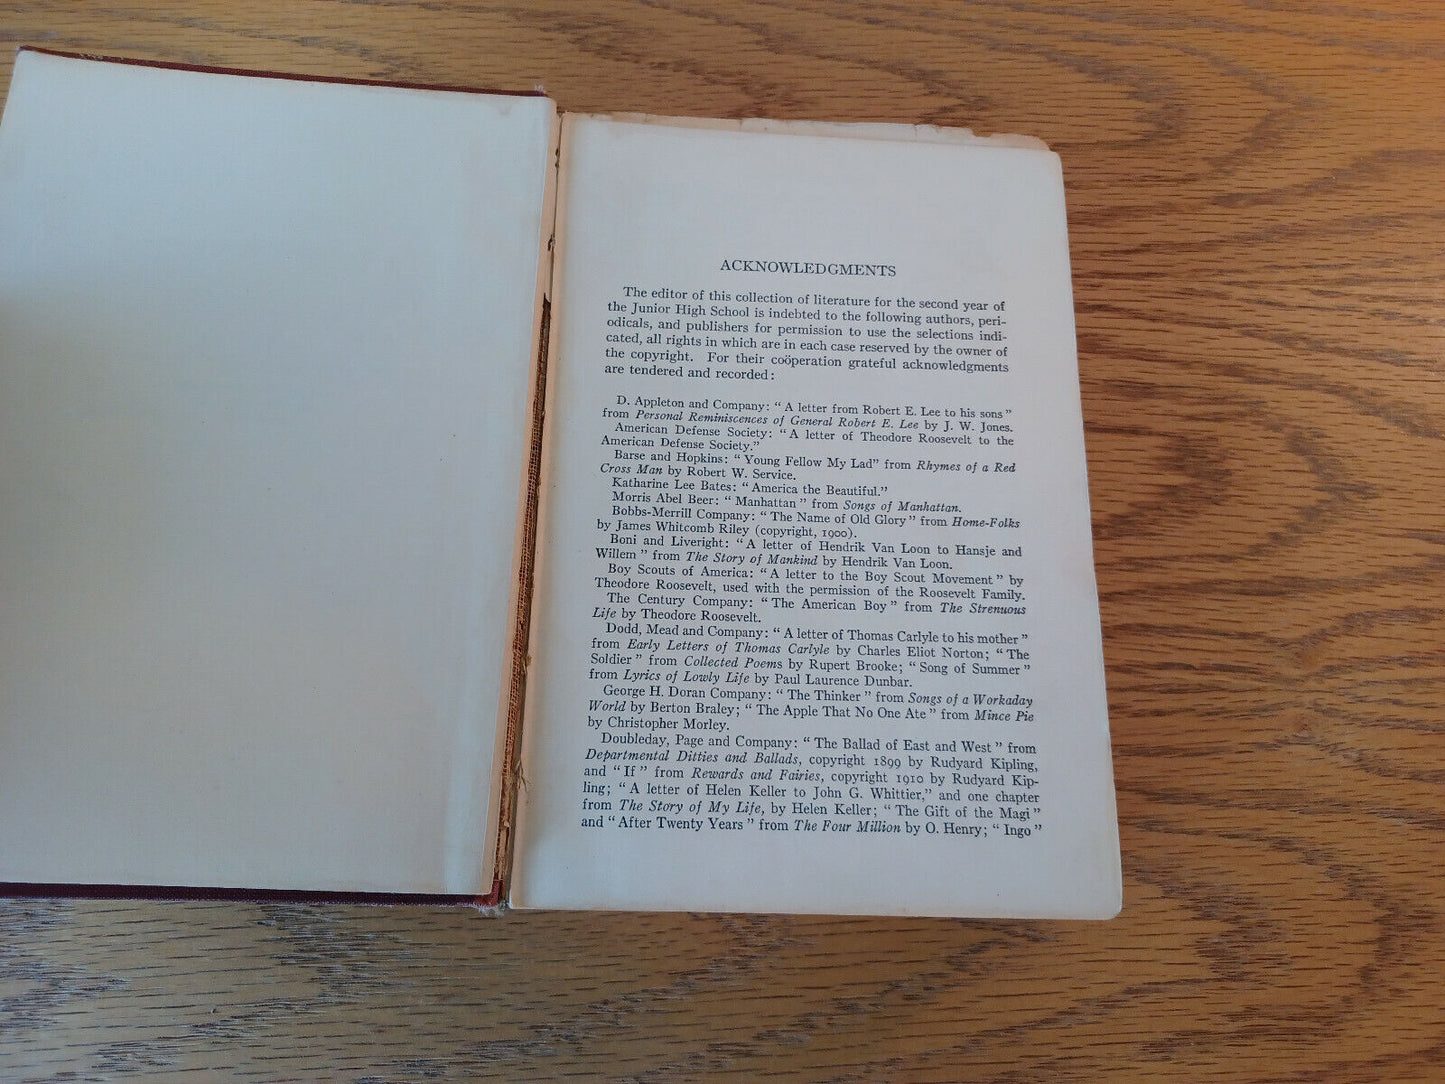 ACKNOWLEDGMENTS
The editor of this collection of literature for the second year of
the Junior High School is indebted to the following authors, peri-
odicals, and publishers for permission to use the selections indi-
cated, all rights in which are in each case reserved by the owner of
the copyright. For their coöperation grateful acknowledgments
are tendered and recorded:
D. Appleton and Company: "A letter from Robert E. Lee to his sons"
from Personal Reminiscences of General Robert E. Lee by J. W. Jones.
American Defense Society: "A letter of Theodore Roosevelt to the
American Defense Society."
Barse and Hopkins: "Young Fellow My Lad" from Rhymes of a Red
Cross Man by Robert W. Service.
Katharine Lee Bates: "America the Beautiful."
Morris Abel Beer: "Manhattan" from Songs of Manhattan.
Bobbs-Merrill Company: "The Name of Old Glory" from Home-Folks
by James Whitcomb Riley (copyright, 1900).
Boni and Liveright: "A letter of Hendrik Van Loon to Hansje and
Willem" from The Story of Mankind by Hendrik Van Loon.
Boy Scouts of America: "A letter to the Boy Scout Movement" by
Theodore Roosevelt, used with the permission of the Roosevelt Family.
The Century Company: "The American Boy" from The Strenuous
Life by Theodore Roosevelt.
Dodd, Mead and Company: "A letter of Thomas Carlyle to his mother"
from Early Letters of Thomas Carlyle by Charles Eliot Norton; "The
Soldier" from Collected Poems by Rupert Brooke; "Song of Summer"
from Lyrics of Lowly Life by Paul Laurence Dunbar.
George H. Doran Company: "The Thinker" from Songs of a Workaday
World by Berton Braley; "The Apple That No One Ate" from Mince Pie
by Christopher Morley.
Doubleday, Page and Company: "The Ballad of East and West" from
Departmental Ditties and Ballads, copyright 1899 by Rudyard Kipling,
and "If" from Rewards and Fairies, copyright 1910 by Rudyard Kip-
ling; "A letter of Helen Keller to John G. Whittier," and one chapter
from The Story of My Life, by Helen Keller; "The Gift of the Magi"
and "After Twenty Years" from The Four Million by O. Henry; "Ingo"